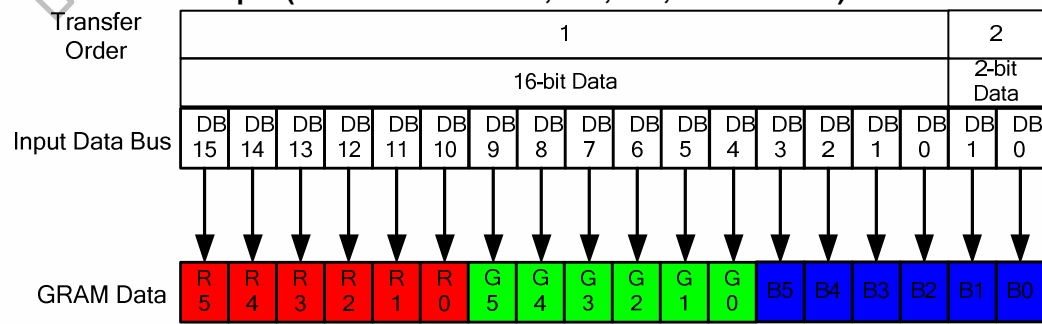 Transfer Order 1 2
16-bit Data 2-bit Data
Input Data Bus DB 15 DB 14 DB 13 DB 12 DB 11 DB 10 DB 9 DB 8 DB 7 DB 6 DB 5 DB 4 DB 3 DB 2 DB 1 DB 0 DB 1 DB 0
GRAM Data R 5 R 4 R 3 R 2 R 1 R 0 G 5 G 4 G 3 G 2 G 1 G 0 B5 B4 B3 B2 B1 B0